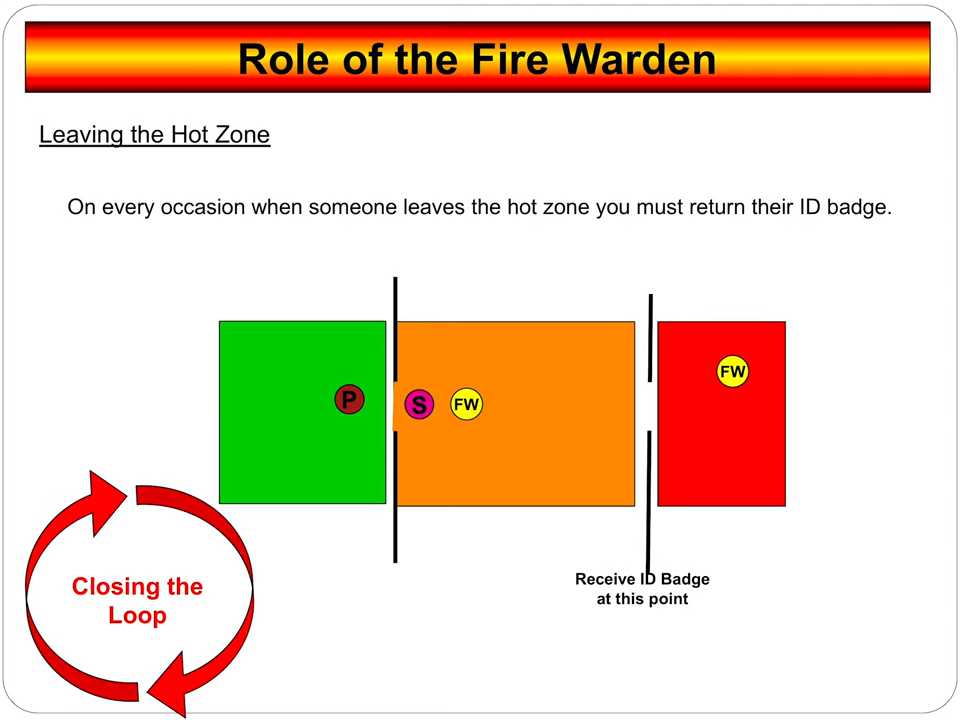 Role of the Fire Warden
Leaving the Hot Zone
On every occasion when someone leaves the hot zone you must return their ID badge.
FW
P
S
FW
Receive ID Badge
at this point
Closing the
Loop